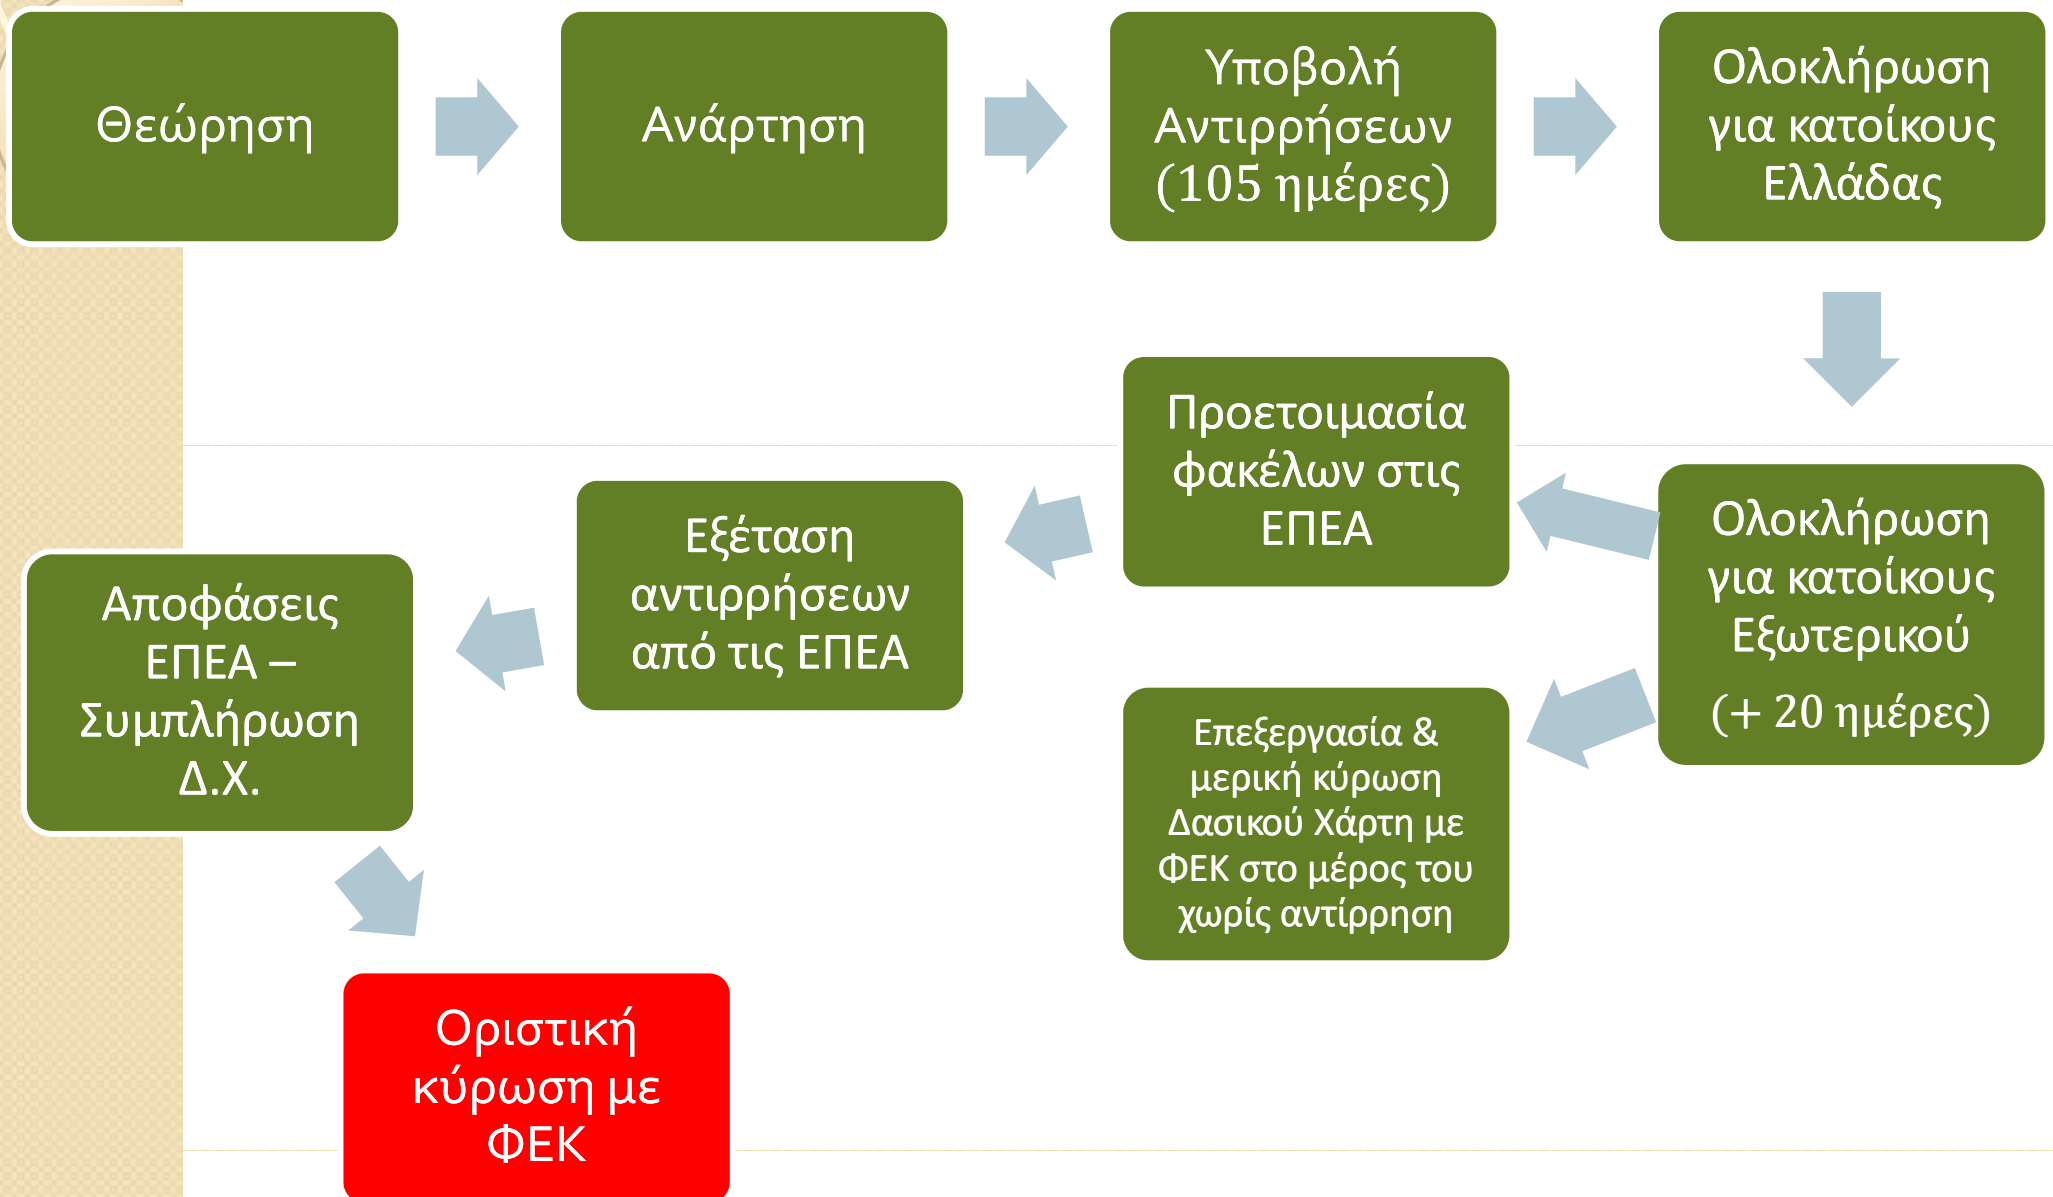 Θεώρηση
Ανάρτηση
Υποβολή
Αντιρρήσεων
(105 ημέρες)
Ολοκλήρωση
για κατοίκους
Ελλάδας
Ολοκλήρωση
για κατοίκους
Εξωτερικού
(+ 20 ημέρες)
Προετοιμασία
φακέλων στις
ΕΠΕΑ
Επεξεργασία &
μερική κύρωση
Δασικού Χάρτη με
ΦΕΚ στο μέρος του
χωρίς αντίρρηση
Εξέταση
αντιρρήσεων
από τις ΕΠΕΑ
Αποφάσεις
ΕΠΕΑ –
Συμπλήρωση
Δ.Χ.
Οριστική
κύρωση με
ΦΕΚ